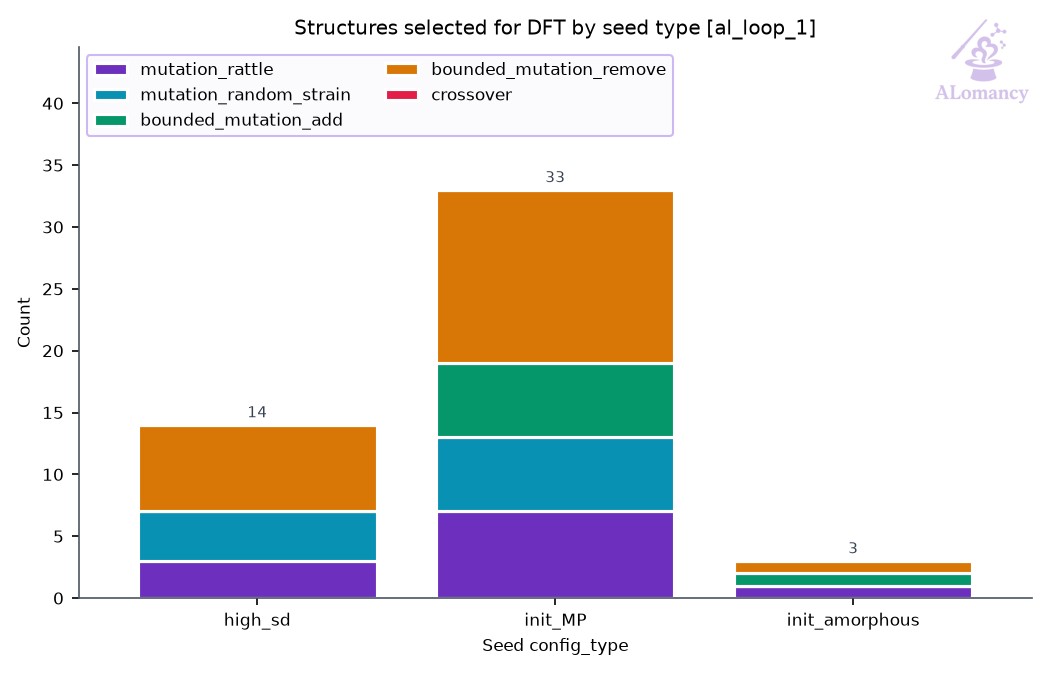 Structures selected for DFT by seed type [al_loop_1]
ALomancy
mutation_rattle
mutation_random_strain
bounded_mutation_add
bounded_mutation_remove
crossover
Count
40
35
30
25
20
15
10
5
0
14
33
3
high_sd
init_MP
init_amorphous
Seed config_type